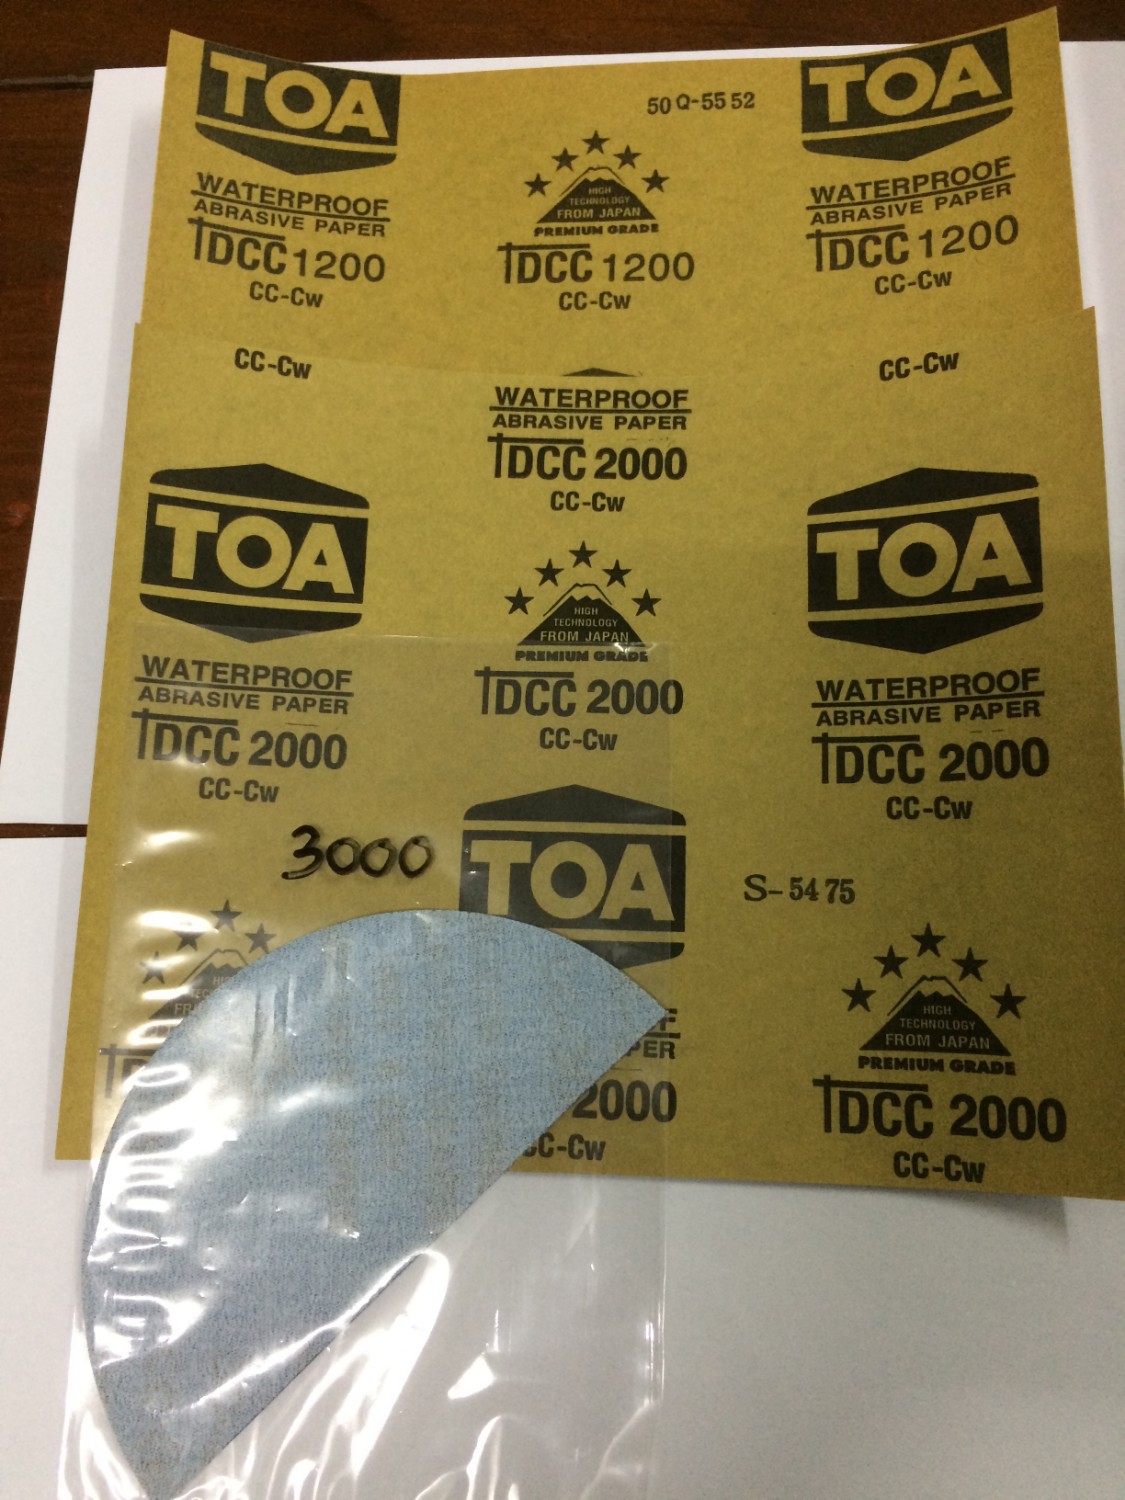 TOA
WATERPROOF
ABRASIVE PAPER
TDCC 1200
CC-Cw
50 Q-55 52
HIGH
TECHNOLOGY
FROM JAPAN
PREMIUM GRADE
TDCC 1200
CC-Cw
TOA
WATERPROOF
ABRASIVE PAPER
TDCC 1200
CC-Cw
CC-Cw
CC-Cw
WATERPROOF
ABRASIVE PAPER
TDCC 2000
CC-Cw
TOA
WATERPROOF
ABRASIVE PAPER
TDCC 2000
CC-Cw
HIGH
TECHNOLOGY
FROM JAPAN
PREMIUM GRADE
TDCC 2000
CC-Cw
TOA
WATERPROOF
ABRASIVE PAPER
TDCC 2000
CC-Cw
3000
TOA
2000
CC-Cw
S-54 75
HIGH
TECHNOLOGY
FROM JAPAN
PREMIUM GRADE
TDCC 2000
CC-Cw